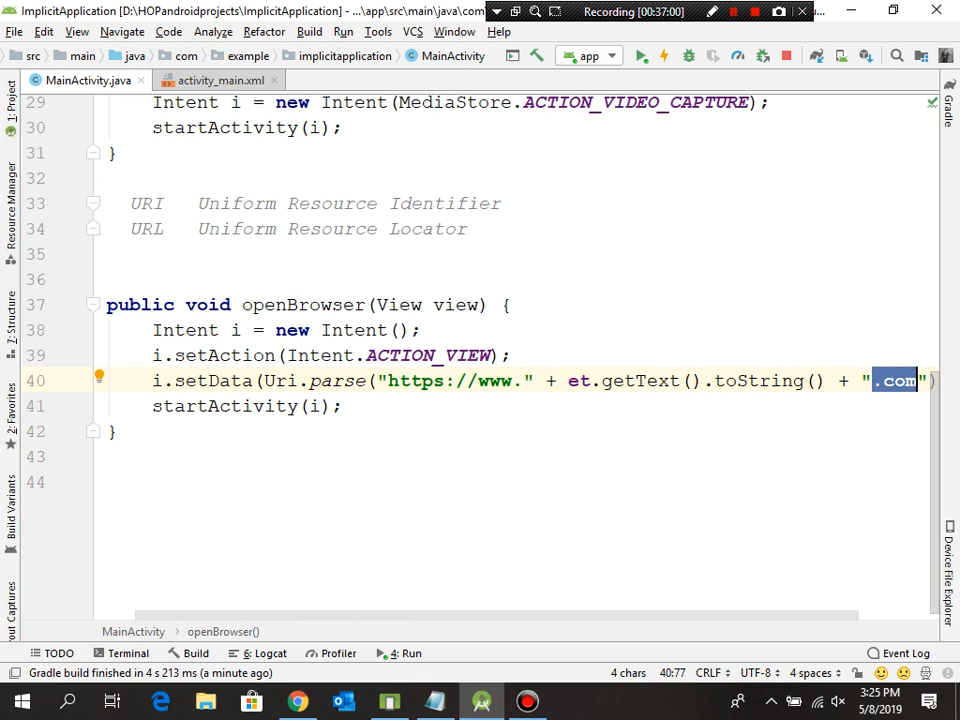 ImplicitApplication [D:\HOPandroidprojects\ImplicitApplication] - ...\app\src\main\java\com
Recording [00:37:00]
File Edit View Navigate Code Analyze Refactor Build Run Tools VCS Window Help
src main java com example implicitapplication MainActivity app
MainActivity.java activity_main.xml
29 Intent i = new Intent(MediaStore.ACTION_VIDEO_CAPTURE);
30 startActivity(i);
31 }
32
33 URI Uniform Resource Identifier
34 URL Uniform Resource Locator
35
36
37 public void openBrowser(View view) {
38 Intent i = new Intent();
39 i.setAction(Intent.ACTION_VIEW);
40 i.setData(Uri.parse("https://www." + et.getText().toString() + ".com")
41 startActivity(i);
42 }
43
44
1: Project
Resource Manager
7: Structure
2: Favorites
Build Variants
out Captures
Gradle
Device File Explorer
MainActivity › openBrowser()
TODO Terminal Build 6: Logcat Profiler 4: Run Event Log
Gradle build finished in 4 s 213 ms (a minute ago) 4 chars 40:77 CRLF UTF-8 4 spaces
3:25 PM
5/8/2019